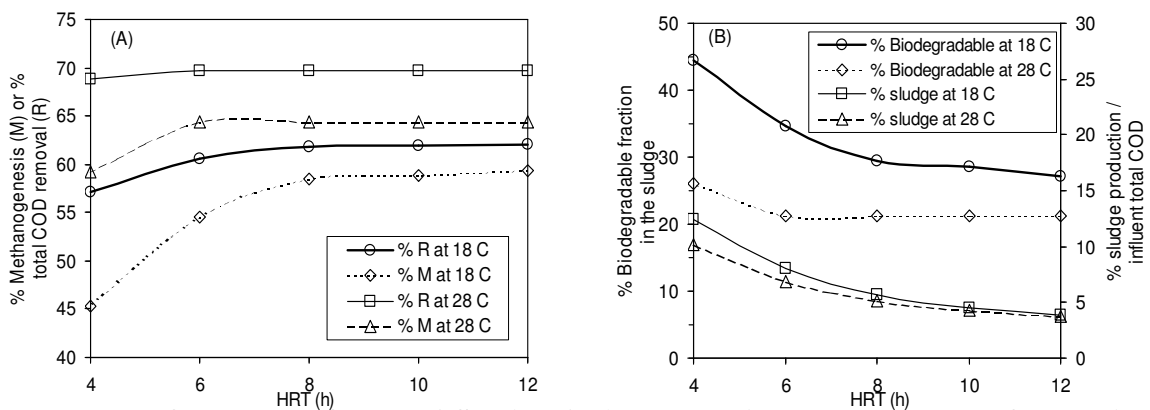 (A)
% Methanogenesis (M) or %
total COD removal (R)
75
70
65
60
55
50
45
40
% R at 18 C
% M at 18 C
% R at 28 C
% M at 28 C
4
6
8
10
12
HRT (h)
(B)
% Biodegradable fraction
in the sludge
50
40
30
20
10
0
% Biodegradable at 18 C
% Biodegradable at 28 C
% sludge at 18 C
% sludge at 28 C
30
25
20
15
10
5
0
% sludge production /
influent total COD
4
6
8
10
12
HRT (h)